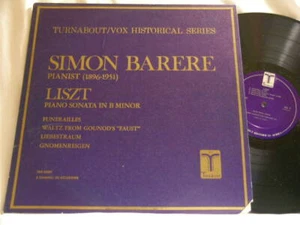 TURNABOUT/VOX HISTORICAL SERIES
SIMON BARERE
PIANIST (1896-1951)
LISZT
PIANO SONATA IN B MINOR
FUNERAILLES
WALTZ FROM GOUNOD'S "FAUST"
LIEBESTRAUM
GNOMENREIGEN